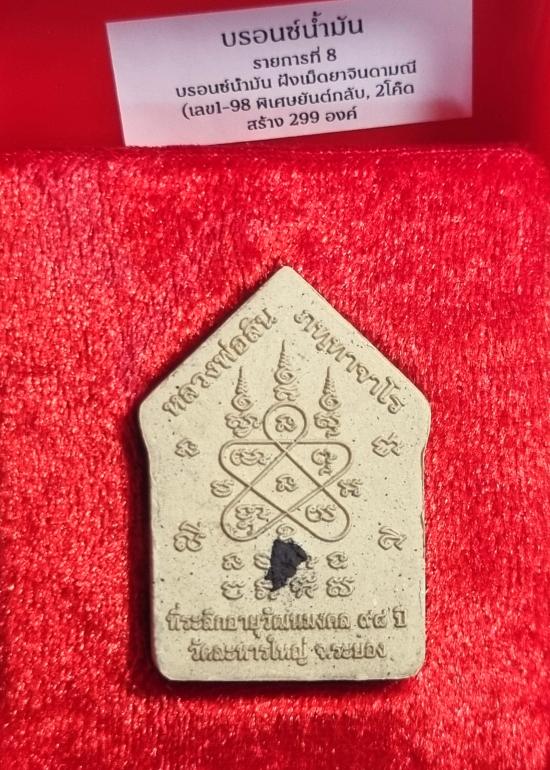 บรอนซ์น้ำมัน
รายการที่ 8
บรอนซ์น้ำมัน ฝังเม็ดยาจินดามณี
(เลข1-98 พิเศษยันต์กลับ, 2โค๊ด
สร้าง 299 องค์
หลวงพ่อสิน ภทฺทาจาโร
ที่ระลึกอายุวัฒนมงคล ๙๘ ปี
วัดละหารใหญ่ จ.ระยอง